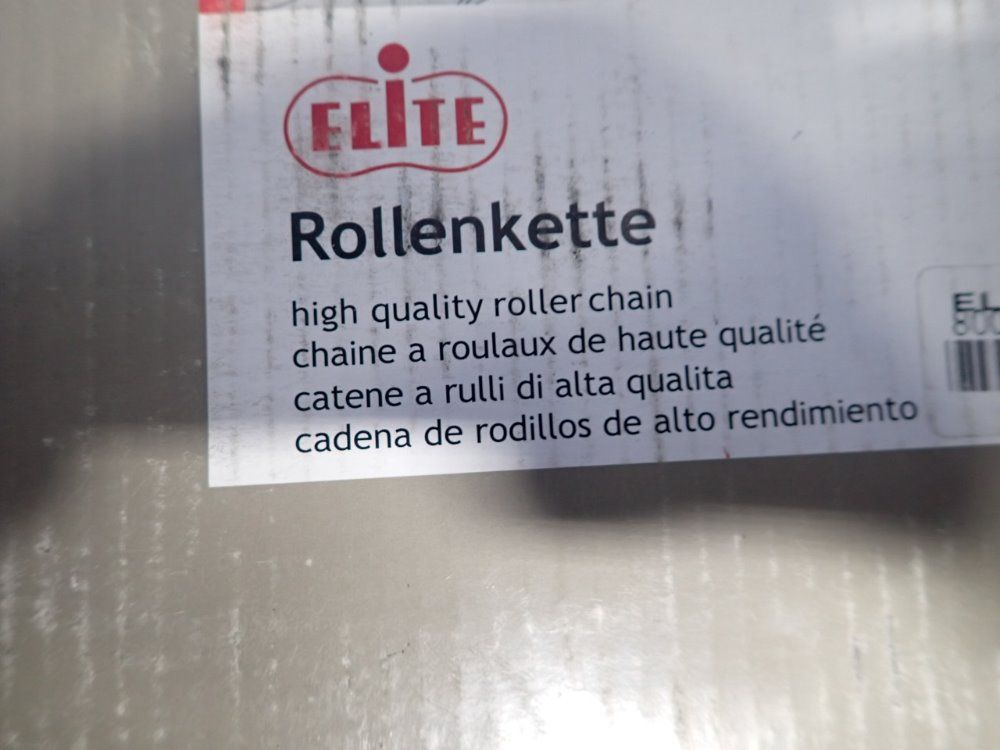 ELiTE
Rollenkette
high quality roller chain
chaine a roulaux de haute qualité
catene a rulli di alta qualita
cadena de rodillos de alto rendimiento